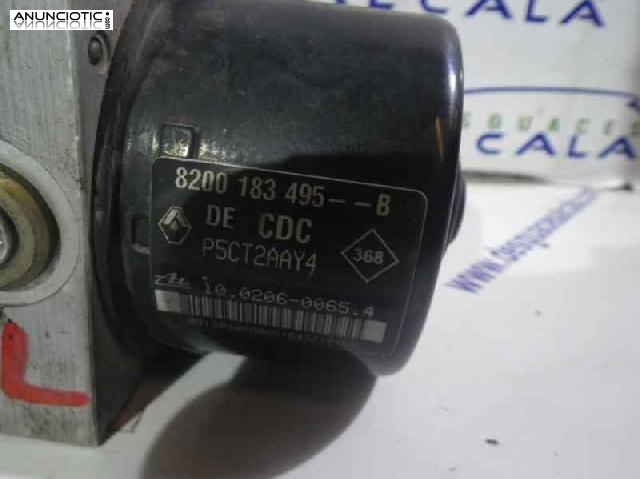 ANUNCIOTIC
CALA
CALA
8200 183 495--B
DE CDC
P5CT2AAY4
368
10.0206-0065.4
L